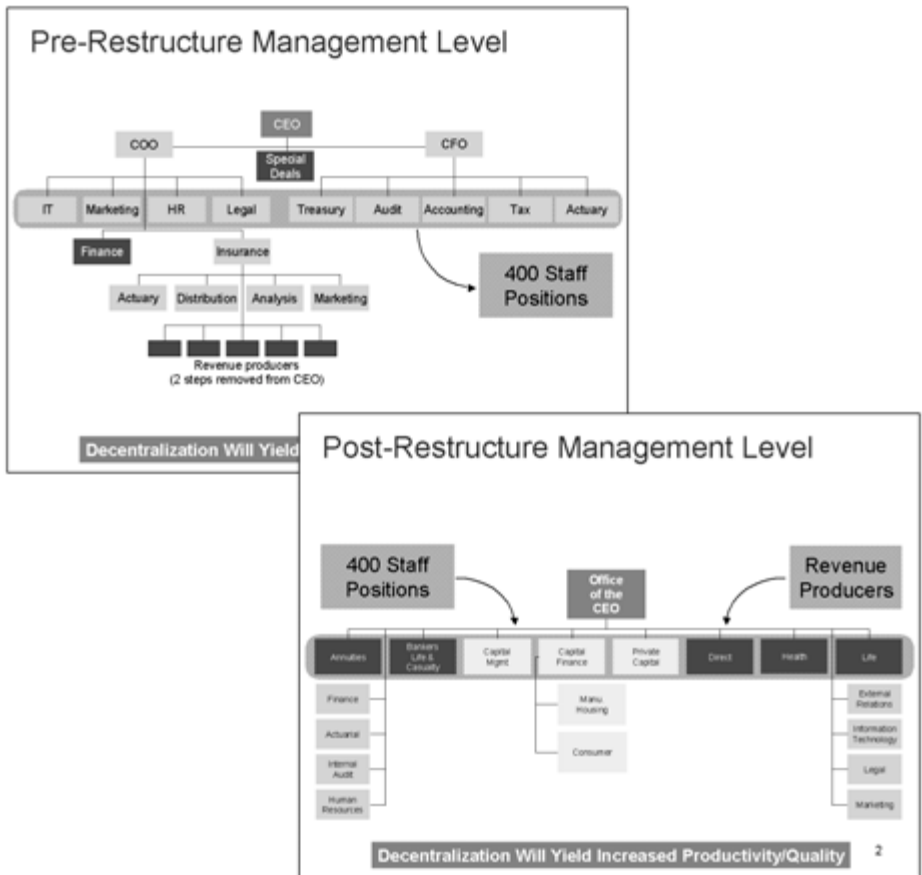 Pre-Restructure Management Level
CEO
COO
CFO
Special
Deals
IT
Marketing
HR
Legal
Treasury
Audit
Accounting
Tax
Actuary
Finance
Insurance
400 Staff
Positions
Actuary
Distribution
Analysis
Marketing
Revenue producers
(2 steps removed from CEO)
Decentralization Will Yield
Post-Restructure Management Level
400 Staff
Positions
Revenue
Producers
Office
of the
CEO
Annuities
Bankers
Life &
Casualty
Capital
Mgmt
Capital
Finance
Private
Capital
Direct
Health
Life
Finance
Actuarial
Internal
Audit
Human
Resources
Manu.
Housing
Consumer
External
Relations
Information
Technology
Legal
Marketing
Decentralization Will Yield Increased Productivity/Quality
2